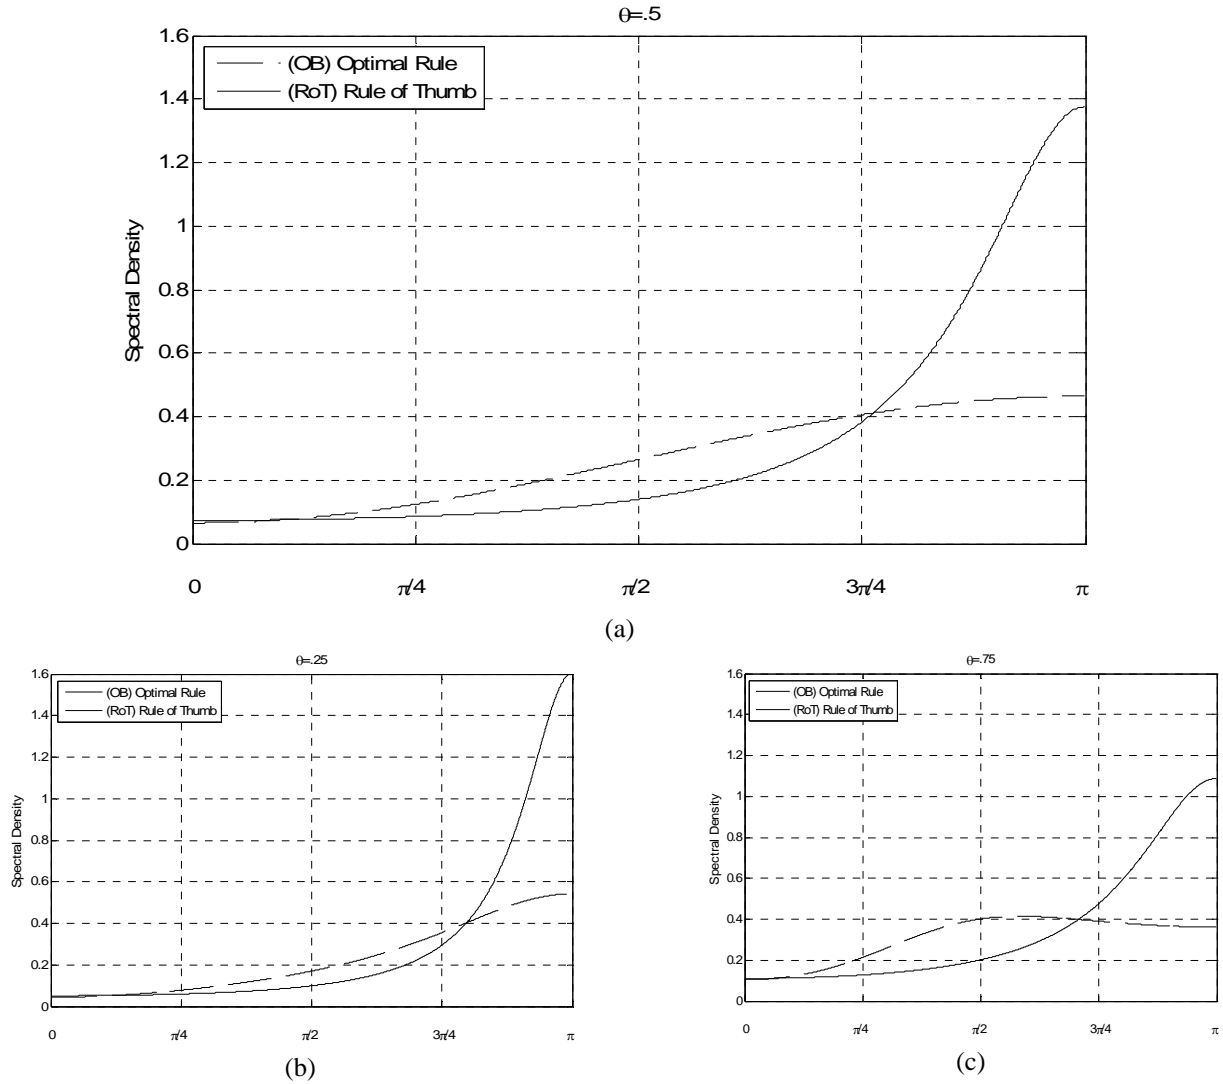 θ=.5
1.6
1.4
1.2
1
0.8
0.6
0.4
0.2
0
Spectral Density
(OB) Optimal Rule
(RoT) Rule of Thumb
0 π/4 π/2 3π/4 π
(a)
θ=.25
1.6
1.4
1.2
1
0.8
0.6
0.4
0.2
0
Spectral Density
(OB) Optimal Rule
(RoT) Rule of Thumb
0 π/4 π/2 3π/4 π
(b)
θ=.75
1.6
1.4
1.2
1
0.8
0.6
0.4
0.2
0
Spectral Density
(OB) Optimal Rule
(RoT) Rule of Thumb
0 π/4 π/2 3π/4 π
(c)